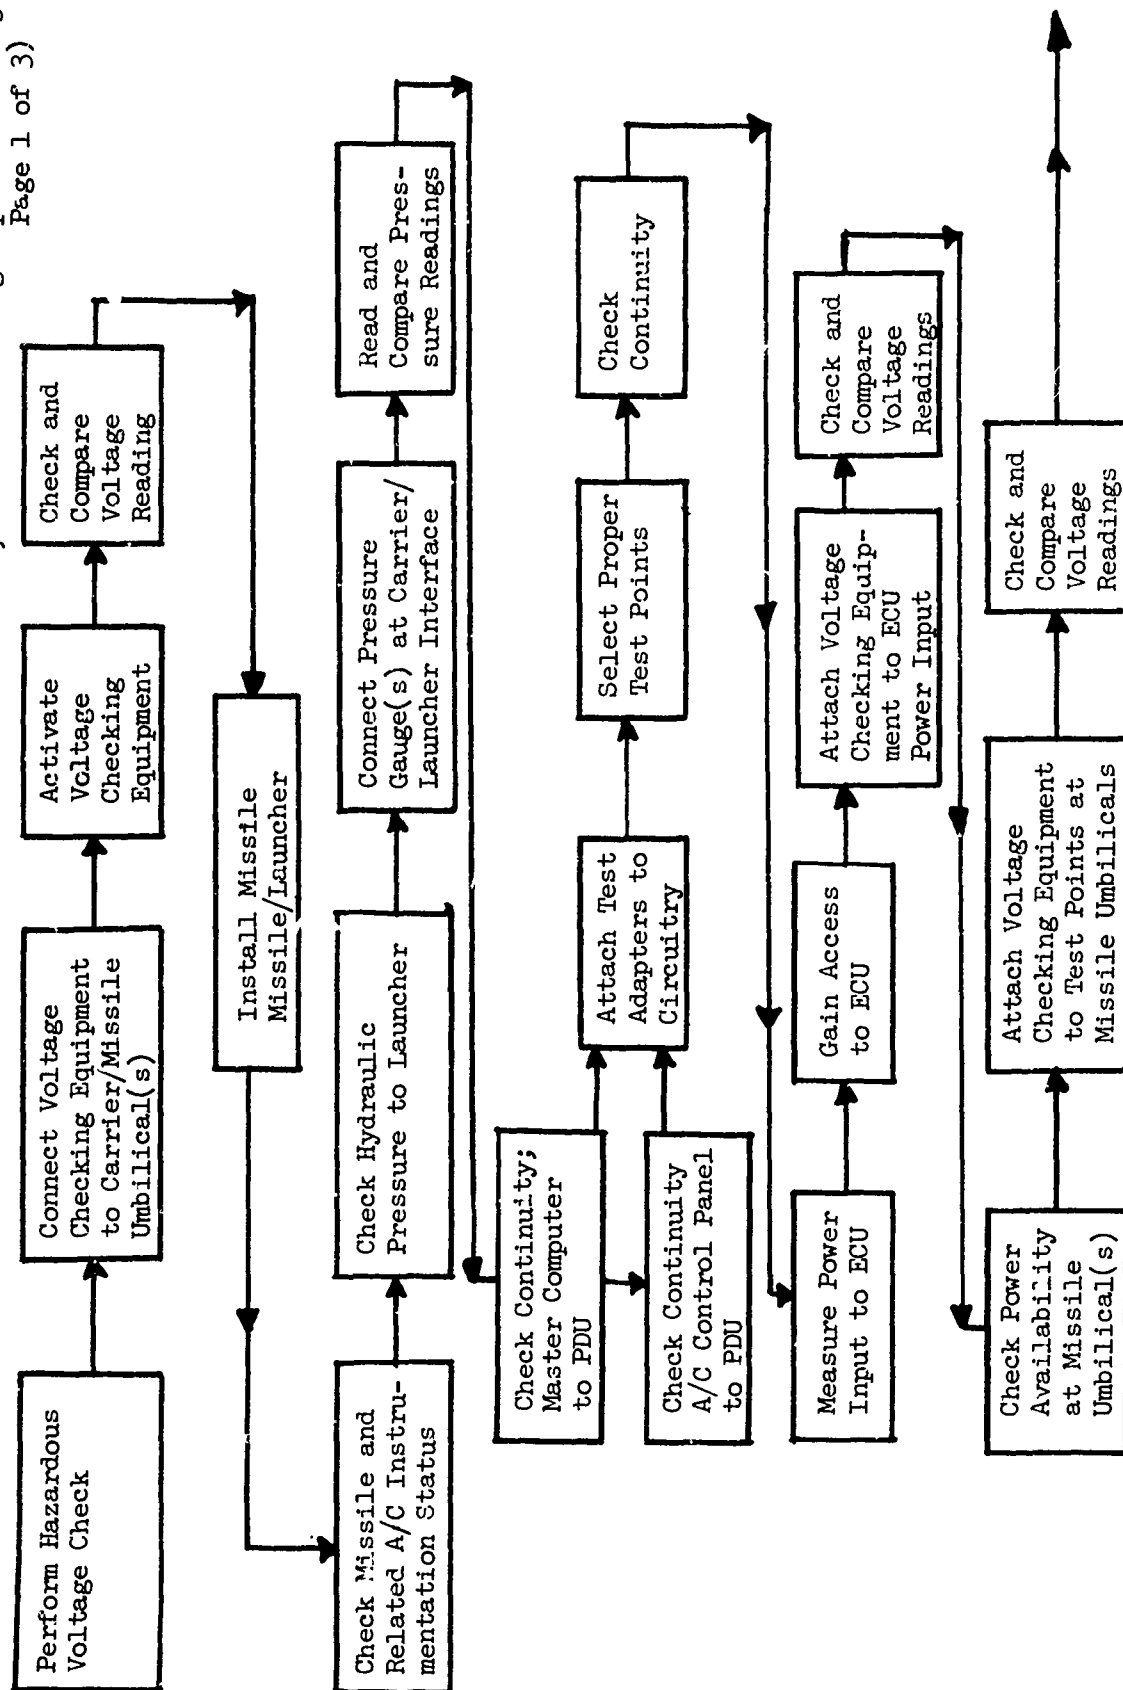 Page 1 of 3)
Perform Hazardous
Voltage Check
Connect Voltage
Checking Equipment
to Carrier/Missile
Umbilical(s)
Activate
Voltage
Checking
Equipment
Check and
Compare
Voltage
Reading
Install Missile
Missile/Launcher
Check Missile and
Related A/C Instru-
mentation Status
Check Hydraulic
Pressure to Launcher
Connect Pressure
Gauge(s) at Carrier/
Launcher Interface
Read and
Compare Pres-
sure Readings
Check Continuity;
Master Computer
to PDU
Check Continuity
A/C Control Panel
to PDU
Attach Test
Adapters to
Circuitry
Select Proper
Test Points
Check
Continuity
Measure Power
Input to ECU
Gain Access
to ECU
Attach Voltage
Checking Equip-
ment to ECU
Power Input
Check and
Compare
Voltage
Readings
Check Power
Availability
at Missile
Umbilical(s)
Attach Voltage
Checking Equipment
to Test Points at
Missile Umbilicals
Check and
Compare
Voltage
Readings